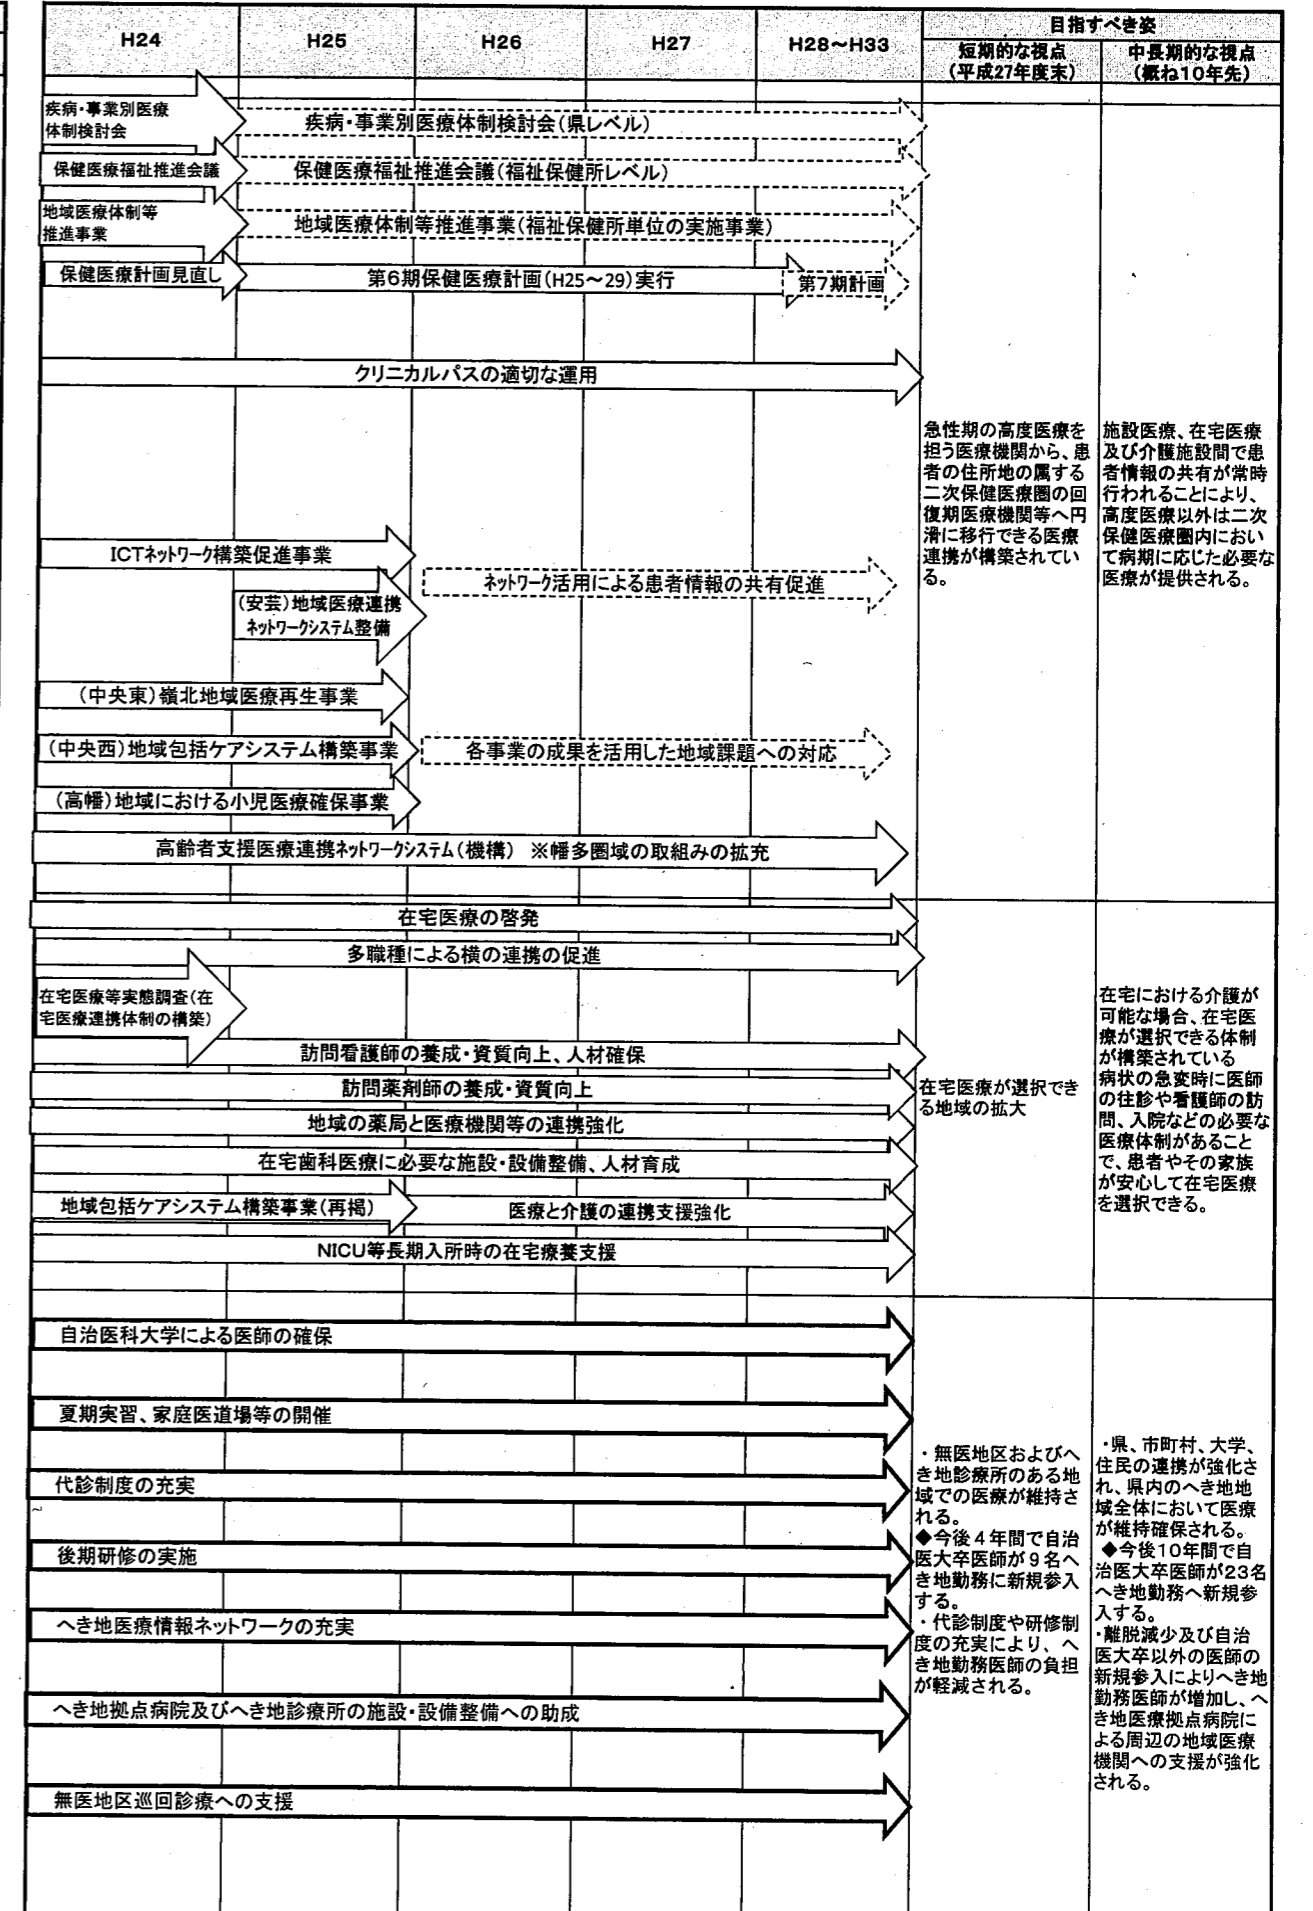 H24
H25
H26
H27
H28～H33
目指すべき姿
短期的な視点
(平成27年度末)
中長期的な視点
(概ね10年先)
疾病・事業別医療
体制検討会
疾病・事業別医療体制検討会(県レベル)
保健医療福祉推進会議
保健医療福祉推進会議(福祉保健所レベル)
地域医療体制等
推進事業
地域医療体制等推進事業(福祉保健所単位の実施事業)
保健医療計画見直し
第6期保健医療計画(H25～29)実行
第7期計画
クリニカルパスの適切な運用
ICTネットワーク構築促進事業
ネットワーク活用による患者情報の共有促進
(安芸)地域医療連携
ネットワークシステム整備
(中央東)嶺北地域医療再生事業
(中央西)地域包括ケアシステム構築事業
各事業の成果を活用した地域課題への対応
(高幡)地域における小児医療確保事業
高齢者支援医療連携ネットワークシステム(機構) ※幡多圏域の取組みの拡充
急性期の高度医療を
担う医療機関から、患
者の住所地の属する
二次保健医療圏の回
復期医療機関等へ円
滑に移行できる医療
連携が構築されてい
る。
施設医療、在宅医療
及び介護施設間で患
者情報の共有が常時
行われることにより、
高度医療以外は二次
保健医療圏内におい
て病期に応じた必要な
医療が提供される。
在宅医療の啓発
多職種による横の連携の促進
在宅医療等実態調査(在
宅医療連携体制の構築)
訪問看護師の養成・資質向上、人材確保
訪問薬剤師の養成・資質向上
地域の薬局と医療機関等の連携強化
在宅歯科医療に必要な施設・設備整備、人材育成
地域包括ケアシステム構築事業(再掲)
医療と介護の連携支援強化
NICU等長期入所時の在宅療養支援
在宅医療が選択でき
る地域の拡大
在宅における介護が
可能な場合、在宅医
療が選択できる体制
が構築されている
病状の急変時に医師
の往診や看護師の訪
問、入院などの必要な
医療体制があること
で、患者やその家族
が安心して在宅医療
を選択できる。
自治医科大学による医師の確保
夏期実習、家庭医道場等の開催
代診制度の充実
後期研修の実施
へき地医療情報ネットワークの充実
へき地拠点病院及びへき地診療所の施設・設備整備への助成
無医地区巡回診療への支援
・無医地区およびへ
き地診療所のある地
域での医療が維持さ
れる。
◆今後４年間で自治
医大卒医師が９名へ
き地勤務に新規参入
する。
・代診制度や研修制
度の充実により、へ
き地勤務医師の負担
が軽減される。
・県、市町村、大学、
住民の連携が強化さ
れ、県内のへき地地
域全体において医療
が維持確保される。
◆今後10年間で自
治医大卒医師が23名
へき地勤務へ新規参
入する。
・離脱減少及び自治
医大卒以外の医師の
新規参入によりへき地
勤務医師が増加し、へ
き地医療拠点病院に
よる周辺の地域医療
機関への支援が強化
される。